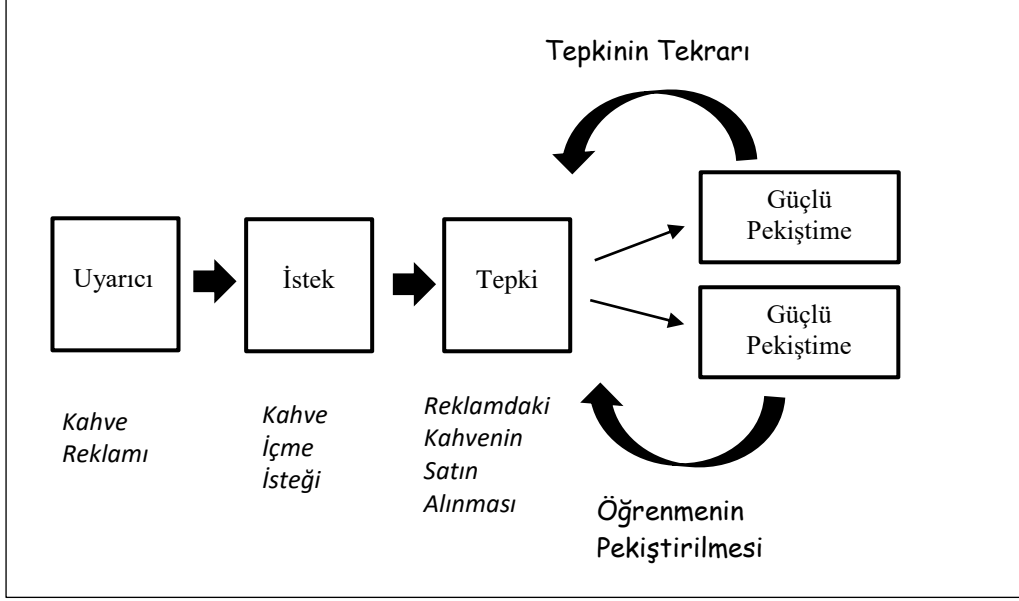 Tepkinin Tekrarı
Güçlü
Pekiştime
Uyarıcı
İstek
Tepki
Güçlü
Pekiştime
Kahve
Reklamı
Kahve
İçme
İsteği
Reklamdaki
Kahvenin
Satın
Alınması
Öğrenmenin
Pekiştirilmesi